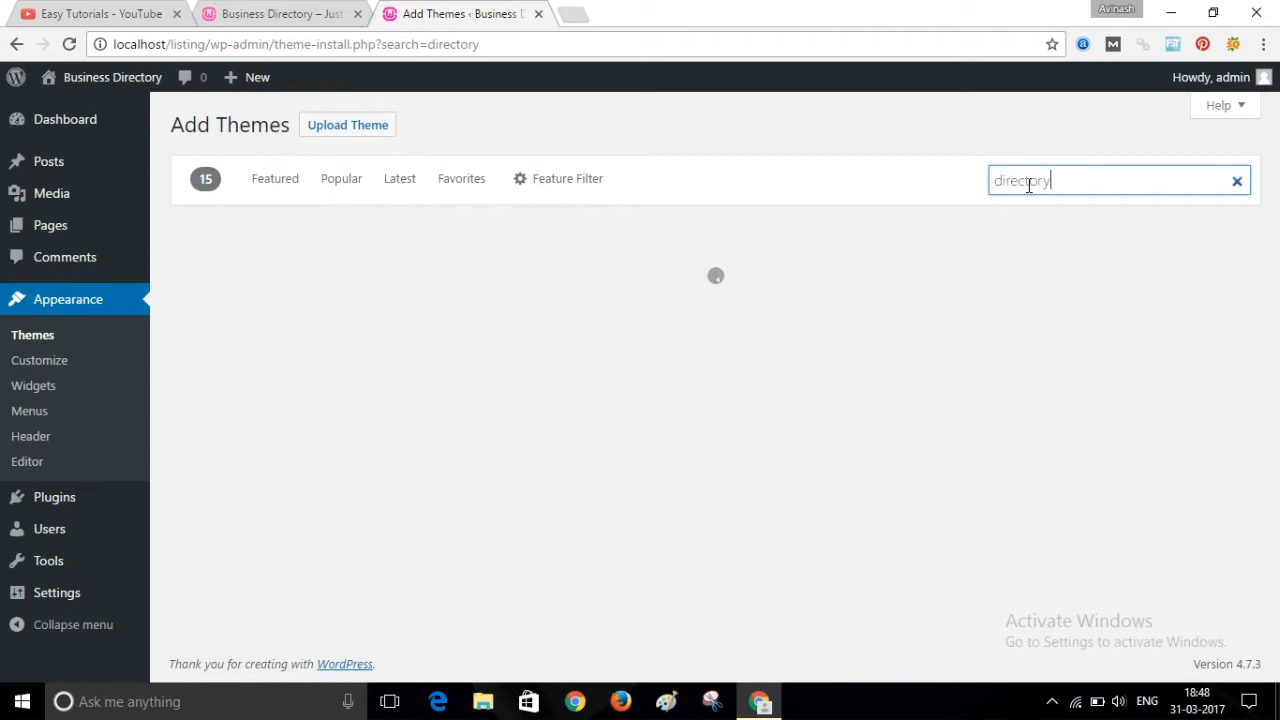 Easy Tutorials - YouTube
Business Directory – Just
Add Themes ‹ Business D
Avinash
localhost/listing/wp-admin/theme-install.php?search=directory
Business Directory
0
New
Howdy, admin
Help
Dashboard
Posts
Media
Pages
Comments
Appearance
Themes
Customize
Widgets
Menus
Header
Editor
Plugins
Users
Tools
Settings
Collapse menu
Add Themes
Upload Theme
15
Featured
Popular
Latest
Favorites
Feature Filter
directory
Activate Windows
Go to Settings to activate Windows.
Thank you for creating with WordPress.
Version 4.7.3
Ask me anything
ENG
18:48
31-03-2017